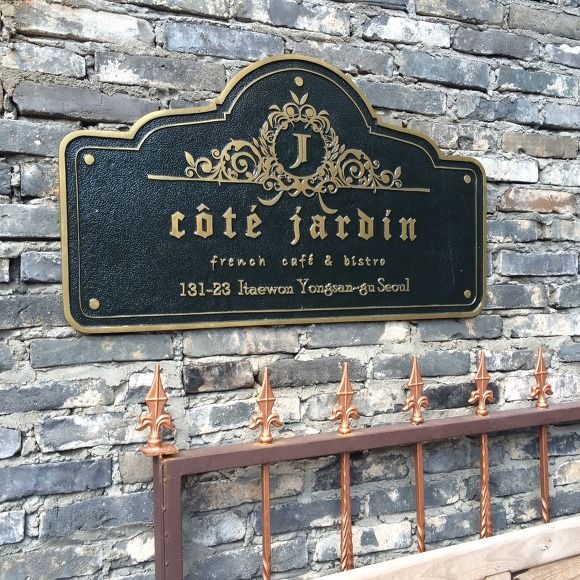 J
côté jardin
french café & bistro
131-23 Itaewon Yongsan-gu Seoul